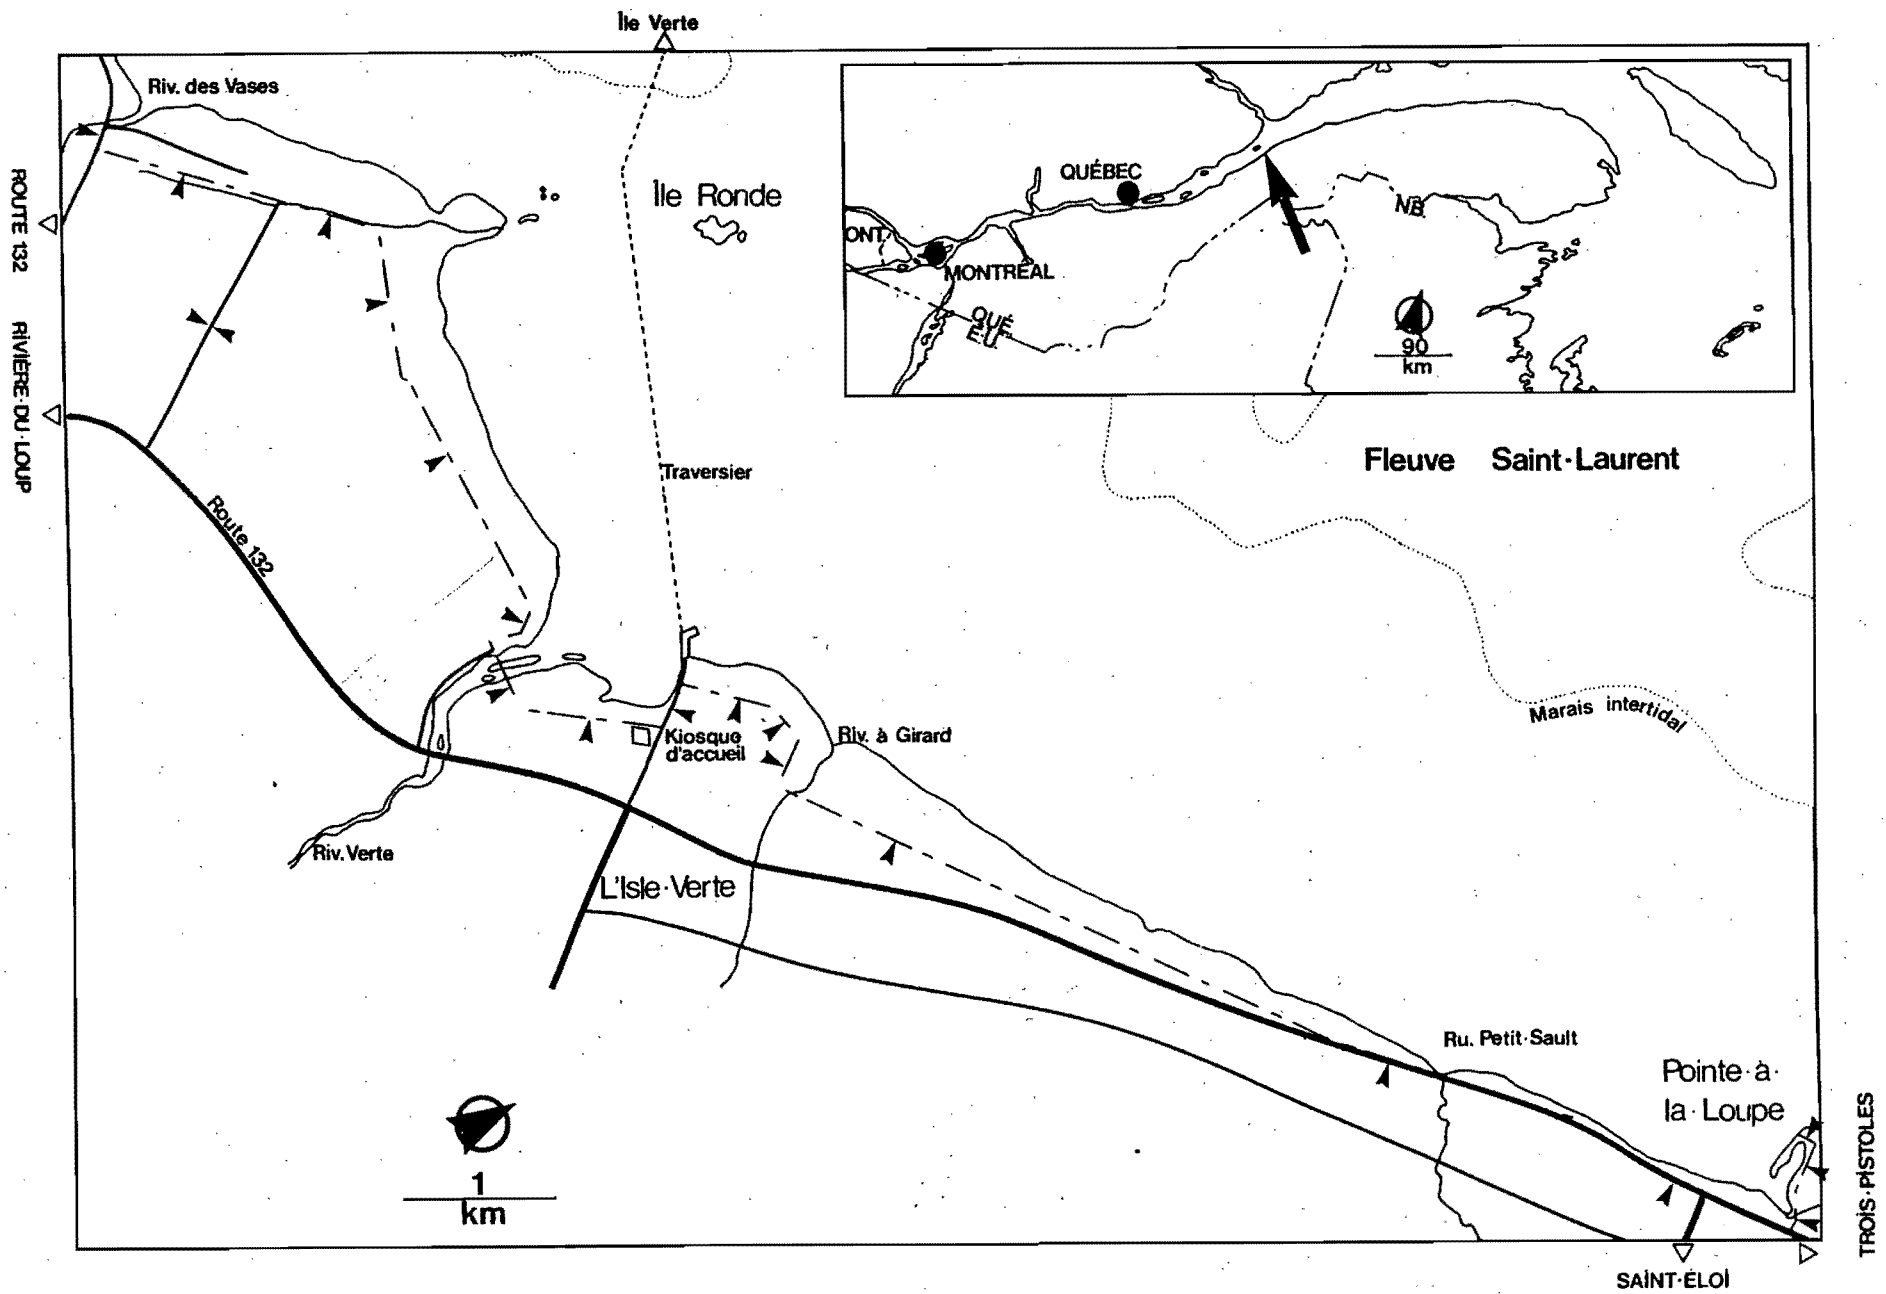 Île Verte
Riv. des Vases
Île Ronde
QUÉBEC
ONT.
MONTRÉAL
QUÉ.
É.U.
N.B.
90
km
ROUTE 132 RIVIÈRE·DU·LOUP
Fleuve Saint·Laurent
Traversier
Route 132
Marais intertidal
Kiosque
d'accueil
Riv. à Girard
Riv. Verte
L'Isle·Verte
Ru. Petit·Sault
Pointe·à·
la·Loupe
1
km
TROIS·PISTOLES
SAINT·ÉLOI